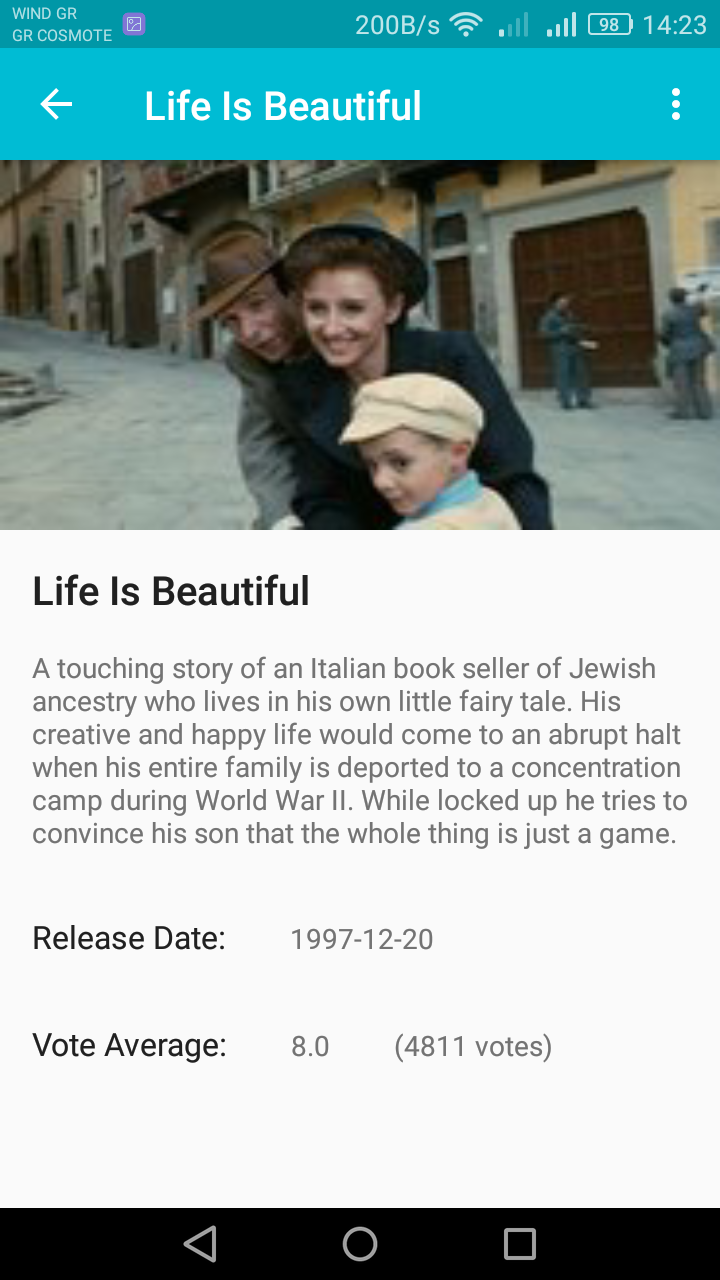 WIND GR
GR COSMOTE
200B/s
98
14:23
Life Is Beautiful
Life Is Beautiful
A touching story of an Italian book seller of Jewish
ancestry who lives in his own little fairy tale. His
creative and happy life would come to an abrupt halt
when his entire family is deported to a concentration
camp during World War II. While locked up he tries to
convince his son that the whole thing is just a game.
Release Date: 1997-12-20
Vote Average: 8.0 (4811 votes)